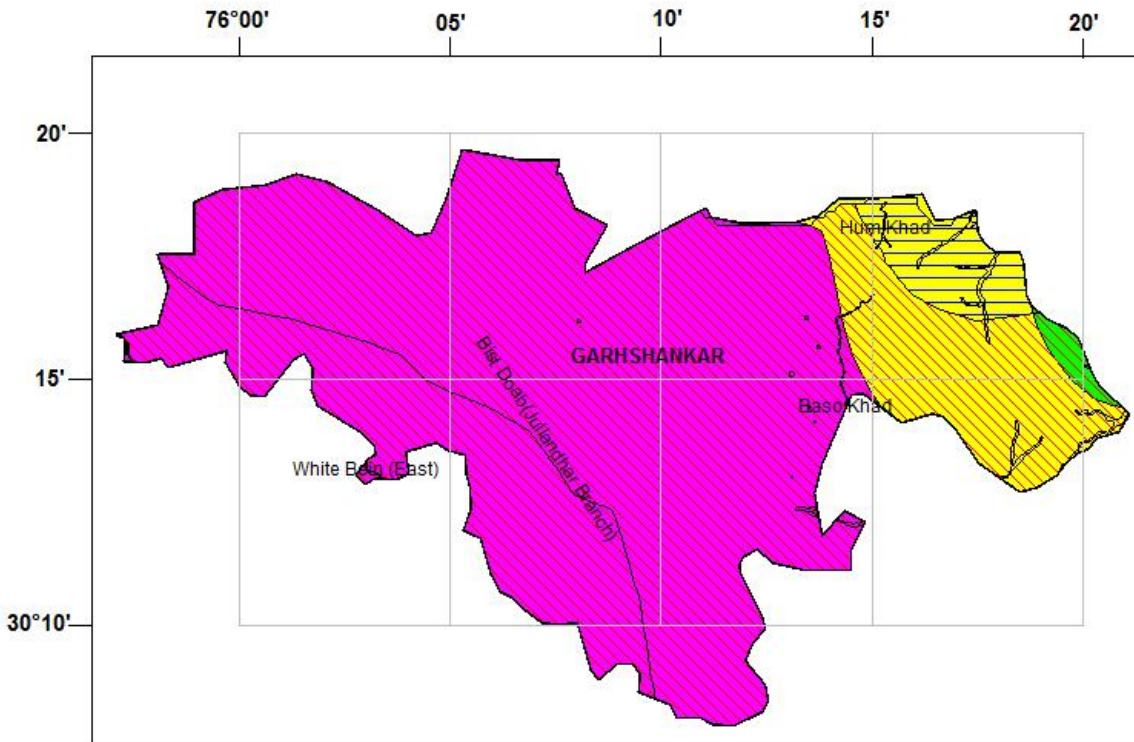 76°00' 05' 10' 15' 20'
20'
Hum Khad
Bist Doab(Jullandhar Branch)
GARHSHANKAR
15'
Baso Khad
White Bein (East)
30°10'